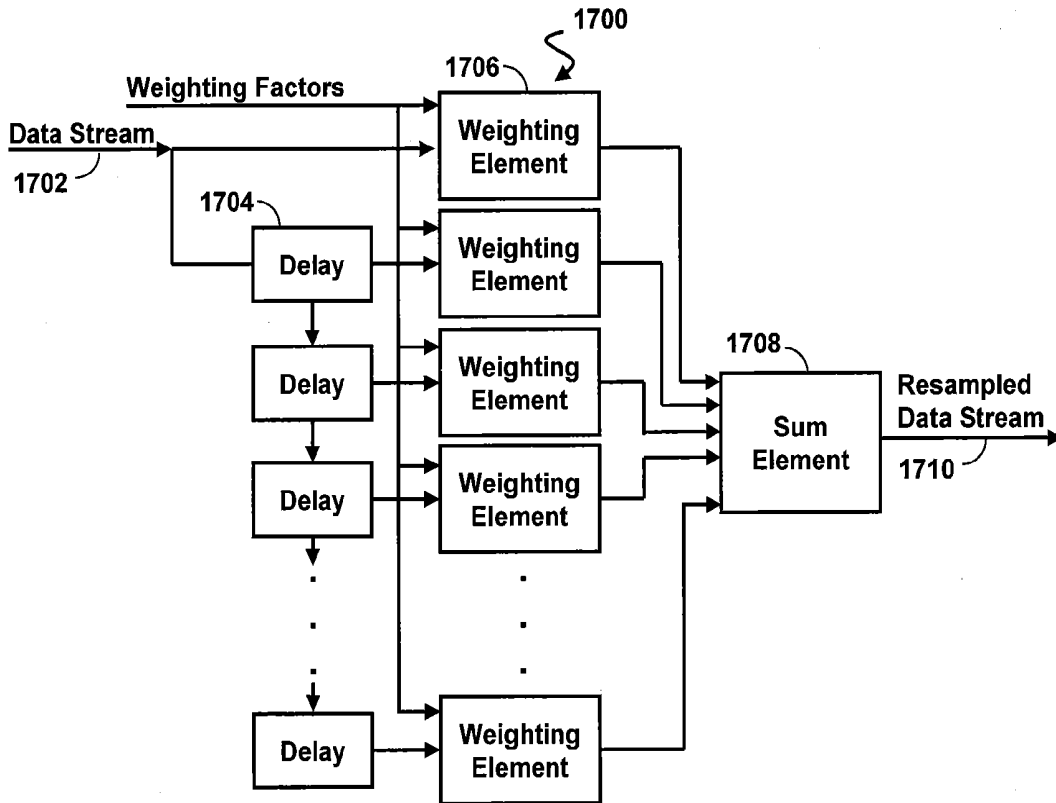 1700
1706
Weighting Factors
Weighting
Element
Data Stream
1702
1704
Delay
Weighting
Element
Delay
Weighting
Element
1708
Sum
Element
Resampled
Data Stream
1710
Delay
Weighting
Element
Delay
Weighting
Element